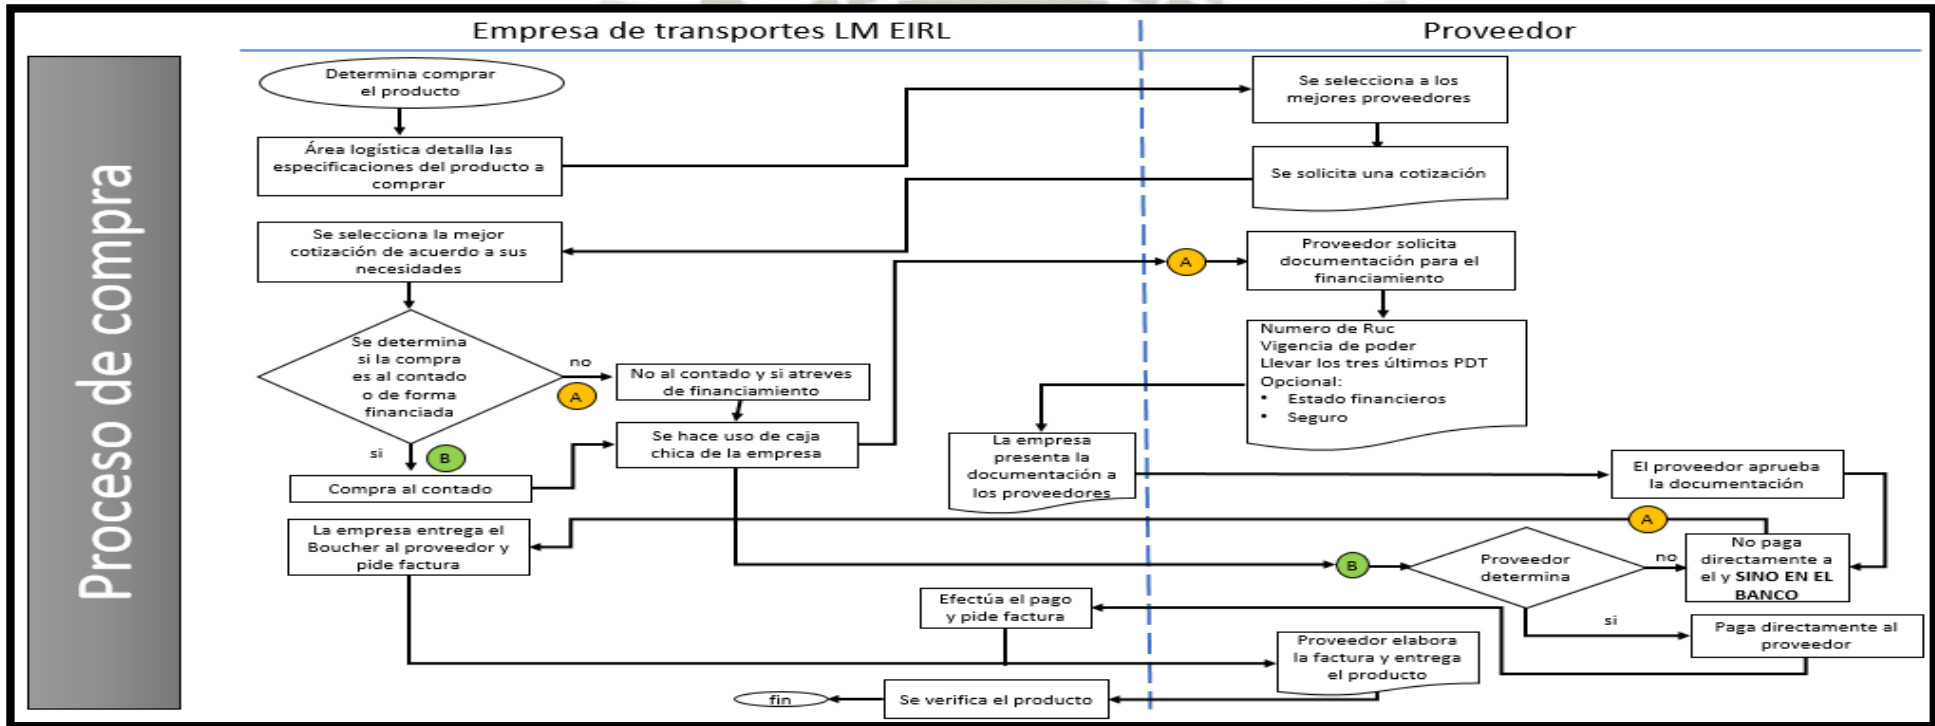 Empresa de transportes LM EIRL
Proveedor
Proceso de compra
Determina comprar
el producto
Área logística detalla las
especificaciones del producto a
comprar
Se selecciona a los
mejores proveedores
Se solicita una cotización
Se selecciona la mejor
cotización de acuerdo a sus
necesidades
A
Proveedor solicita
documentación para el
financiamiento
Se determina
si la compra
es al contado
o de forma
financiada
no
A
No al contado y si atreves
de financiamiento
Numero de Ruc
Vigencia de poder
Llevar los tres últimos PDT
Opcional:
• Estado financieros
• Seguro
si
B
Se hace uso de caja
chica de la empresa
Compra al contado
La empresa
presenta la
documentación a
los proveedores
El proveedor aprueba
la documentación
A
La empresa entrega el
Boucher al proveedor y
pide factura
B
Proveedor
determina
no
No paga
directamente a
el y SINO EN EL
BANCO
Efectúa el pago
y pide factura
si
Paga directamente al
proveedor
Proveedor elabora
la factura y entrega
el producto
Se verifica el producto
fin